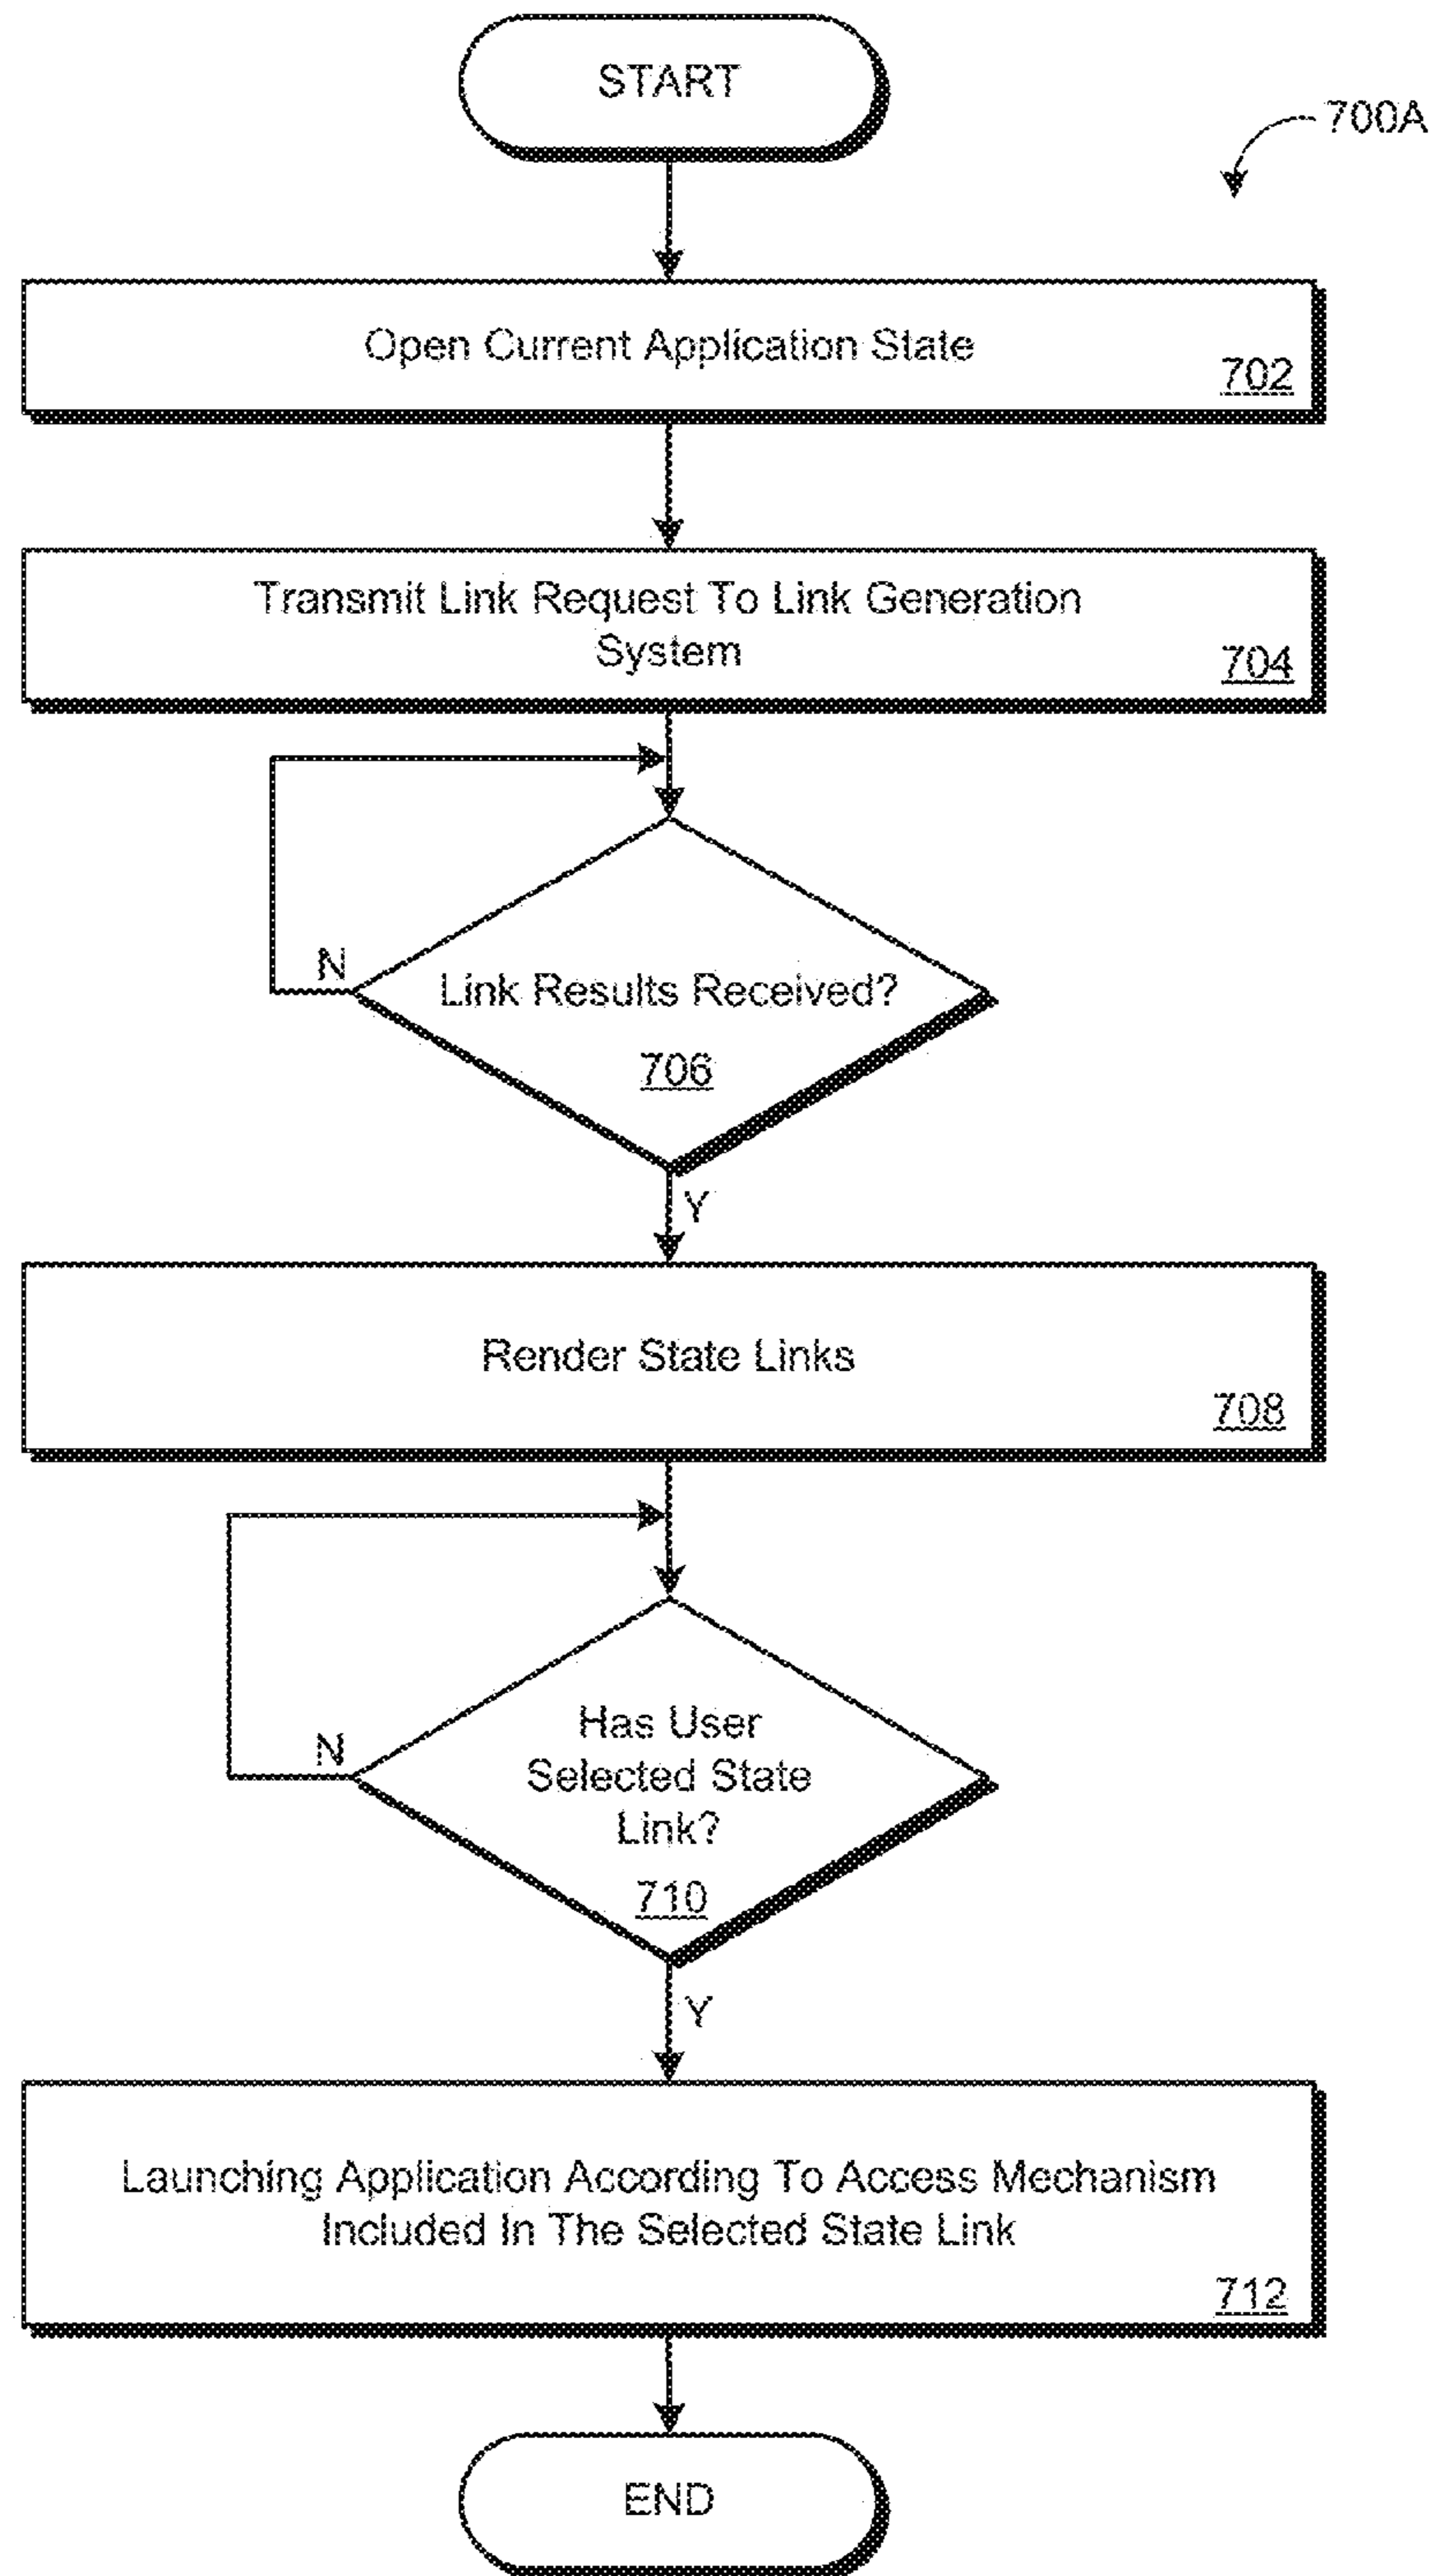 START
700A
Open Current Application State
702
Transmit Link Request To Link Generation
System
704
N
Link Results Received?
706
Y
Render State Links
708
N
Has User
Selected State
Link?
710
Y
Launching Application According To Access Mechanism
Included In The Selected State Link
712
END